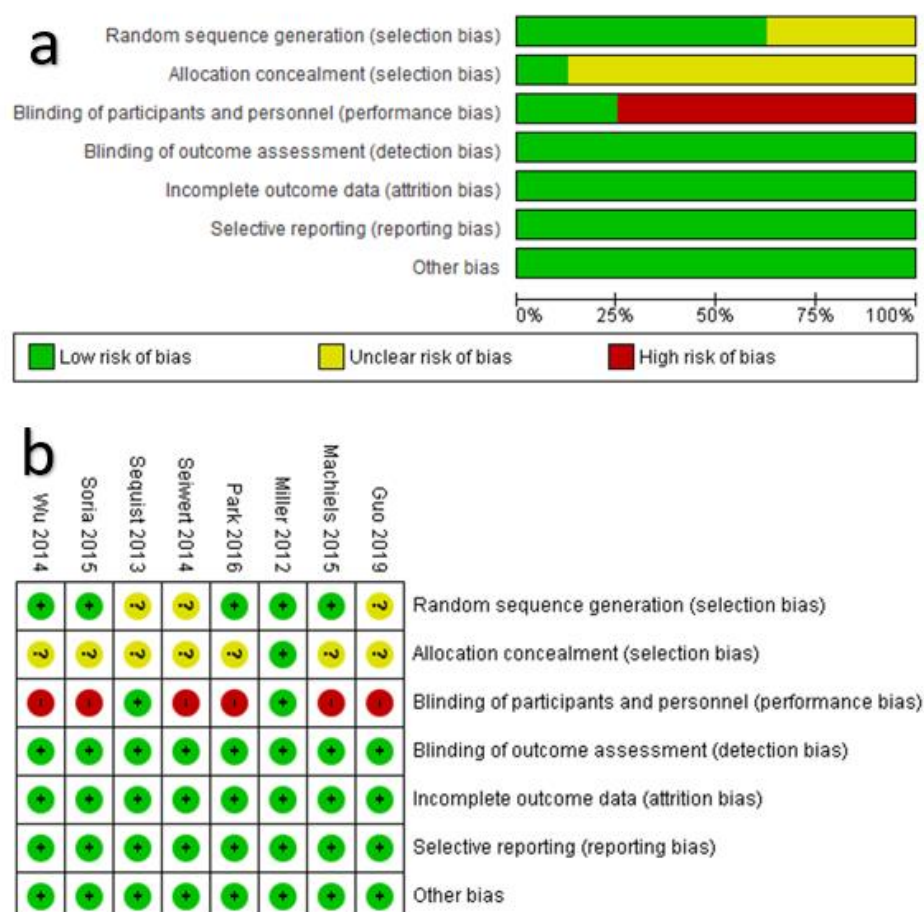 a
Random sequence generation (selection bias)
Allocation concealment (selection bias)
Blinding of participants and personnel (performance bias)
Blinding of outcome assessment (detection bias)
Incomplete outcome data (attrition bias)
Selective reporting (reporting bias)
Other bias
0% 25% 50% 75% 100%
Low risk of bias Unclear risk of bias High risk of bias
b
Wu 2014
Soria 2015
Sequist 2013
Seiwert 2014
Park 2016
Miller 2012
Machiels 2015
Guo 2019
+ + ? ? + + + ? Random sequence generation (selection bias)
? ? ? ? ? + ? ? Allocation concealment (selection bias)
- - + - - + - - Blinding of participants and personnel (performance bias)
+ + + + + + + + Blinding of outcome assessment (detection bias)
+ + + + + + + + Incomplete outcome data (attrition bias)
+ + + + + + + + Selective reporting (reporting bias)
+ + + + + + + + Other bias